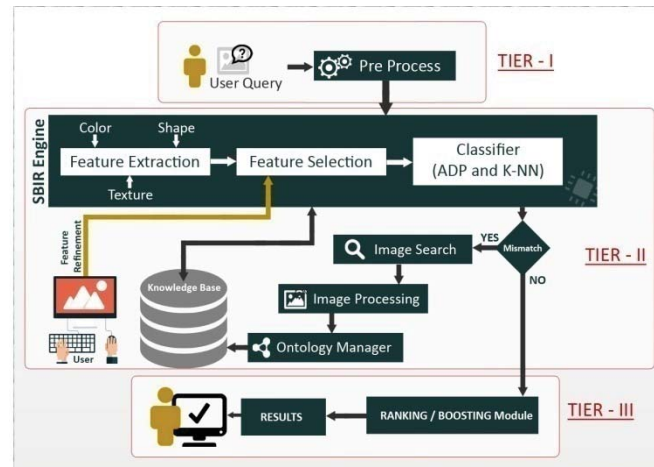 TIER - I
User Query
Pre Process
SBIR Engine
Color
Shape
Feature Extraction
Texture
Feature Selection
Classifier
(ADP and K-NN)
TIER - II
Feature
Refinement
User
Knowledge Base
Image Search
YES
Mismatch
NO
Image Processing
Ontology Manager
TIER - III
RESULTS
RANKING / BOOSTING Module